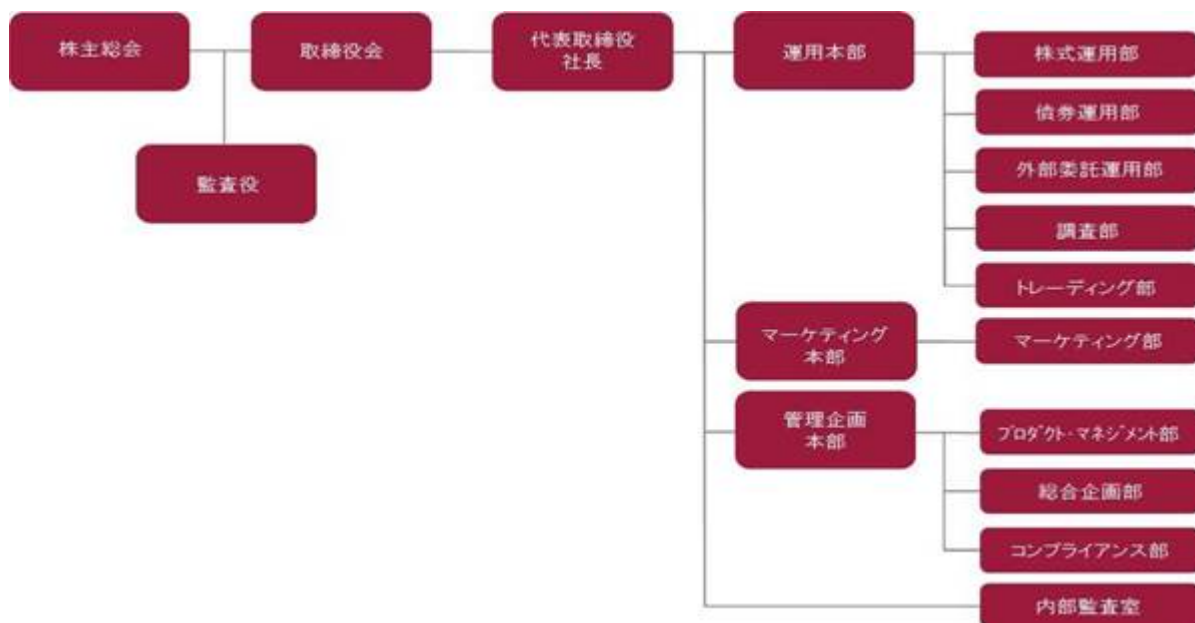 株主総会
取締役会
代表取締役
社長
運用本部
株式運用部
債券運用部
監査役
外部委託運用部
調査部
トレーディング部
マーケティング
本部
マーケティング部
管理企画
本部
プロダクト・マネジメント部
総合企画部
コンプライアンス部
内部監査室